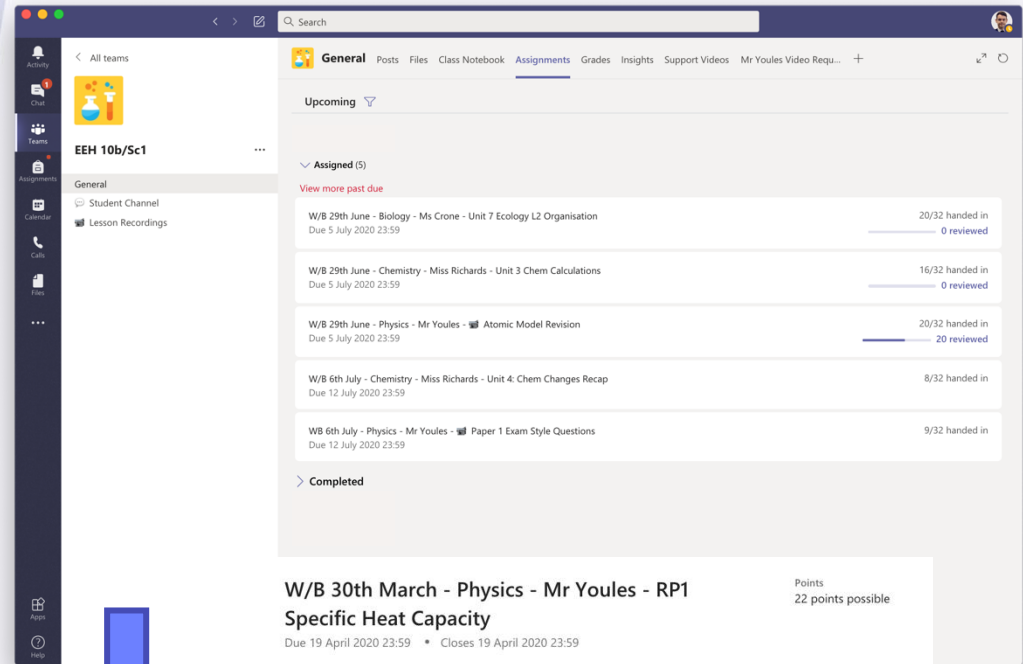 Search
Activity
Chat
1
Teams
Assignments
Calendar
Calls
Files
Apps
Help
All teams
EEH 10b/Sc1
General
Student Channel
Lesson Recordings
General Posts Files Class Notebook Assignments Grades Insights Support Videos Mr Youles Video Requ...
Upcoming
Assigned (5)
View more past due
W/B 29th June - Biology - Ms Crone - Unit 7 Ecology L2 Organisation
Due 5 July 2020 23:59
20/32 handed in
0 reviewed
W/B 29th June - Chemistry - Miss Richards - Unit 3 Chem Calculations
Due 5 July 2020 23:59
16/32 handed in
0 reviewed
W/B 29th June - Physics - Mr Youles - 📹 Atomic Model Revision
Due 5 July 2020 23:59
20/32 handed in
20 reviewed
W/B 6th July - Chemistry - Miss Richards - Unit 4: Chem Changes Recap
Due 12 July 2020 23:59
8/32 handed in
WB 6th July - Physics - Mr Youles - 📹 Paper 1 Exam Style Questions
Due 12 July 2020 23:59
9/32 handed in
Completed
W/B 30th March - Physics - Mr Youles - RP1
Specific Heat Capacity
Due 19 April 2020 23:59 • Closes 19 April 2020 23:59
Points
22 points possible